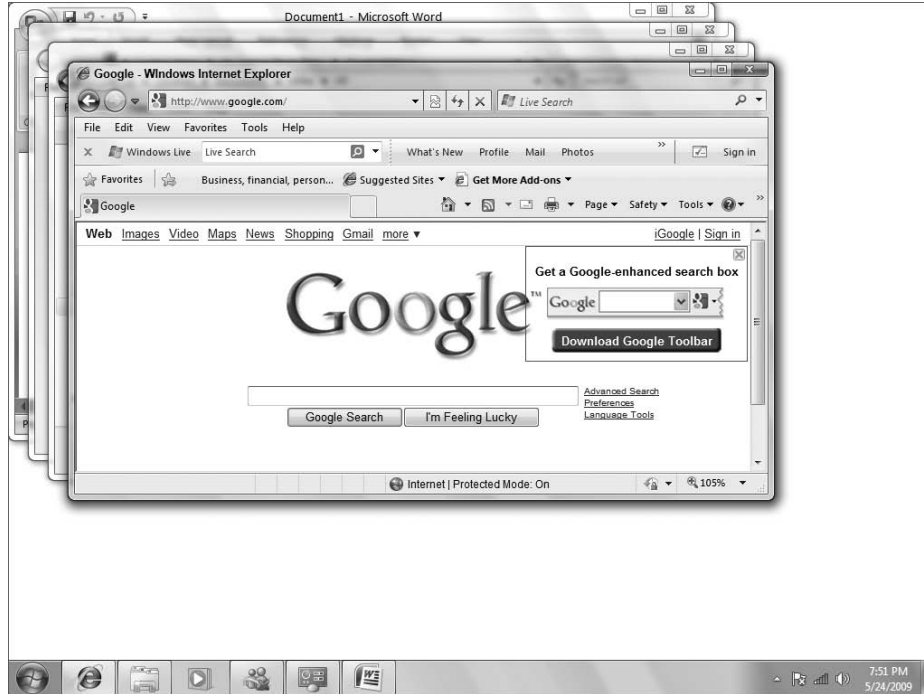 Document1 - Microsoft Word
Google - Windows Internet Explorer
http://www.google.com/ Live Search
File Edit View Favorites Tools Help
Windows Live Live Search What's New Profile Mail Photos » Sign in
Favorites Business, financial, person... Suggested Sites Get More Add-ons
Google Page Safety Tools »
Web Images Video Maps News Shopping Gmail more ▼ iGoogle | Sign in
Get a Google-enhanced search box
Google™ Google
Download Google Toolbar
Advanced Search
Preferences
Google Search I'm Feeling Lucky Language Tools
Internet | Protected Mode: On 105%
7:51 PM
5/24/2009